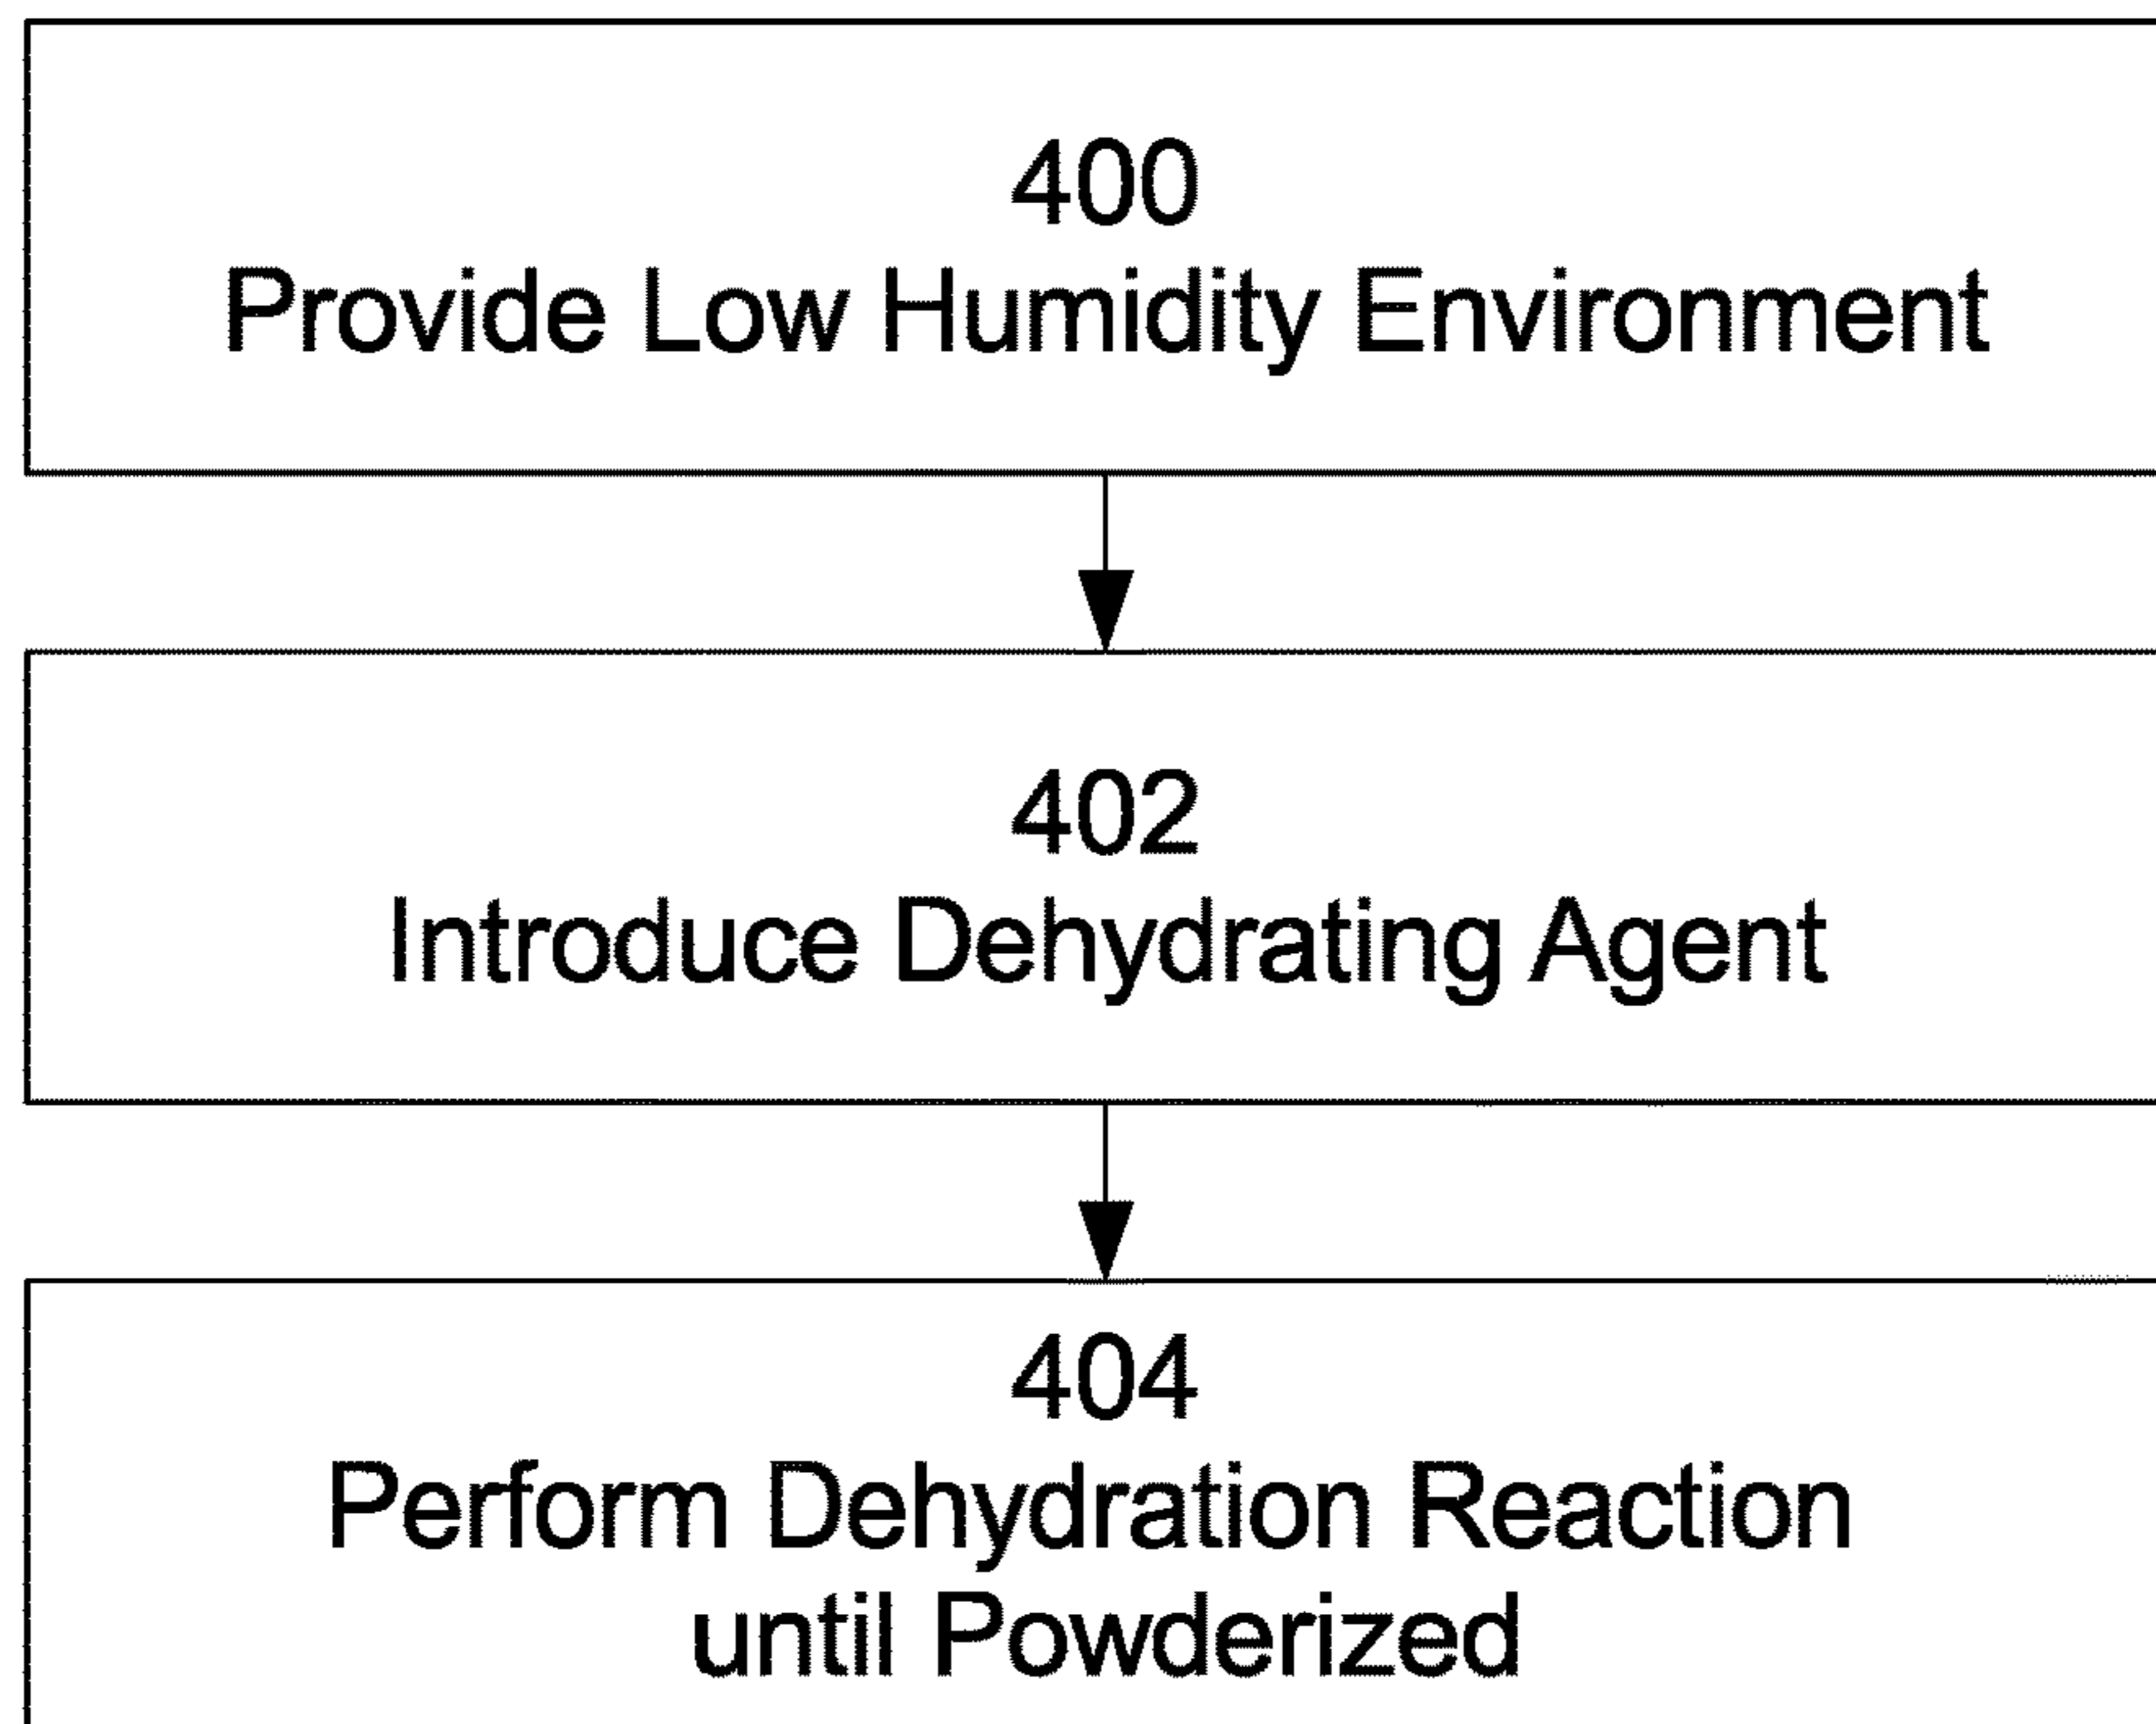 400
Provide Low Humidity Environment
402
Introduce Dehydrating Agent
404
Perform Dehydration Reaction
until Powderized